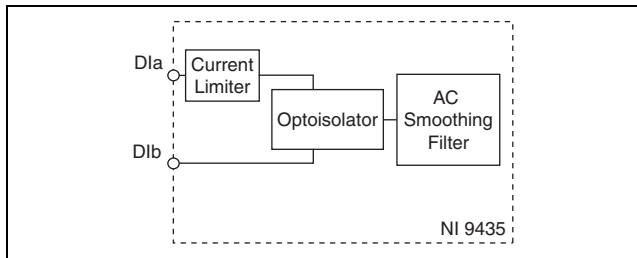 DIa
Current
Limiter
Optoisolator
AC
Smoothing
Filter
DIb
NI 9435